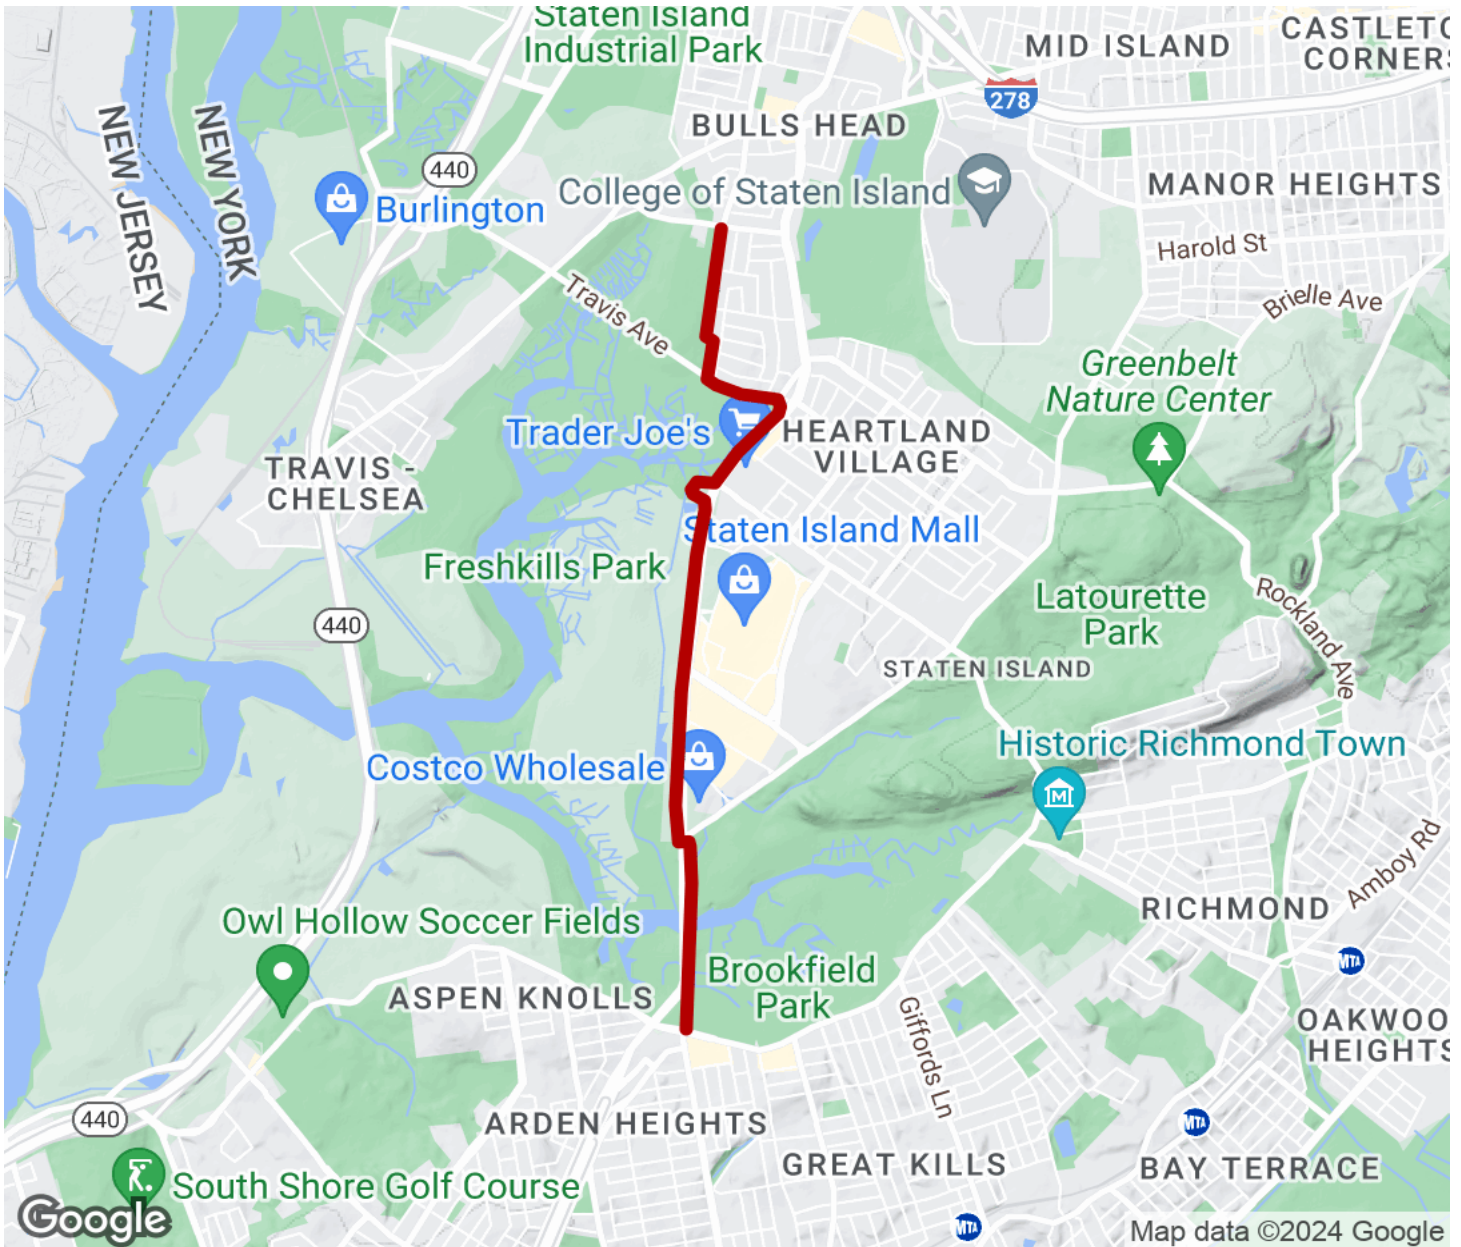 Staten Island
Industrial Park
MID ISLAND
CASTLETO
CORNERS
278
BULLS HEAD
NEW JERSEY
NEW YORK
440
College of Staten Island
MANOR HEIGHTS
Burlington
Harold St
Travis Ave
Brielle Ave
Greenbelt
Nature Center
Trader Joe's
HEARTLAND
VILLAGE
TRAVIS -
CHELSEA
Staten Island Mall
Freshkills Park
Latourette
Park
Rockland Ave
440
STATEN ISLAND
Historic Richmond Town
M
Costco Wholesale
Amboy Rd
RICHMOND
Owl Hollow Soccer Fields
MTA
Brookfield
Park
ASPEN KNOLLS
Giffords Ln
OAKWOO
HEIGHTS
440
ARDEN HEIGHTS
MTA
GREAT KILLS
BAY TERRACE
South Shore Golf Course
Google
MTA
Map data ©2024 Google